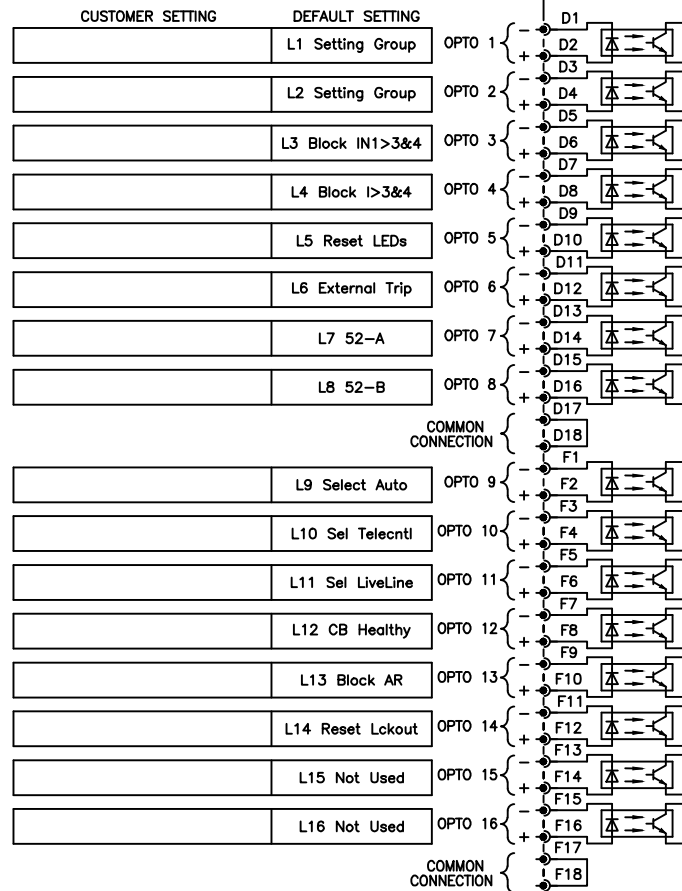 CUSTOMER SETTING DEFAULT SETTING
D1
L1 Setting Group OPTO 1 - D2
+ D3
L2 Setting Group OPTO 2 - D4
+ D5
L3 Block IN1>3&4 OPTO 3 - D6
+ D7
L4 Block I>3&4 OPTO 4 - D8
+ D9
L5 Reset LEDs OPTO 5 - D10
+ D11
L6 External Trip OPTO 6 - D12
+ D13
L7 52-A OPTO 7 - D14
+ D15
L8 52-B OPTO 8 - D16
+ D17
COMMON CONNECTION D18
F1
L9 Select Auto OPTO 9 - F2
+ F3
L10 Sel Telecntl OPTO 10 - F4
+ F5
L11 Sel LiveLine OPTO 11 - F6
+ F7
L12 CB Healthy OPTO 12 - F8
+ F9
L13 Block AR OPTO 13 - F10
+ F11
L14 Reset Lckout OPTO 14 - F12
+ F13
L15 Not Used OPTO 15 - F14
+ F15
L16 Not Used OPTO 16 - F16
+ F17
COMMON CONNECTION F18